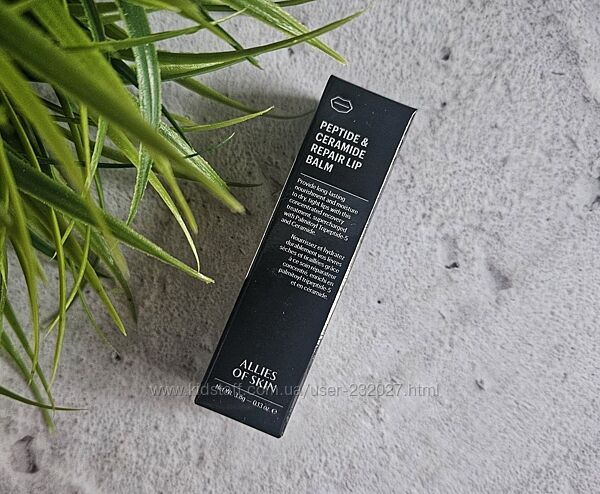 PEPTIDE &
CERAMIDE
REPAIR LIP
BALM
Provide long-lasting
nourishment and moisture
to dry, tight lips with this
concentrated recovery
treatment, supercharged
with Palmitoyl Tripeptide-5
and Ceramide.
Nourrissez et hydratez
durablement vos lèvres
sèches et tiraillées grâce
à ce soin réparateur
concentré, enrichi en
palmitoyl tripeptide-5
et en céramide.
ALLIES
OF SKIN
Net Wt. 3.8g — 0.13 oz. ℮
www.kidstaff.com.ua/user-232027.html